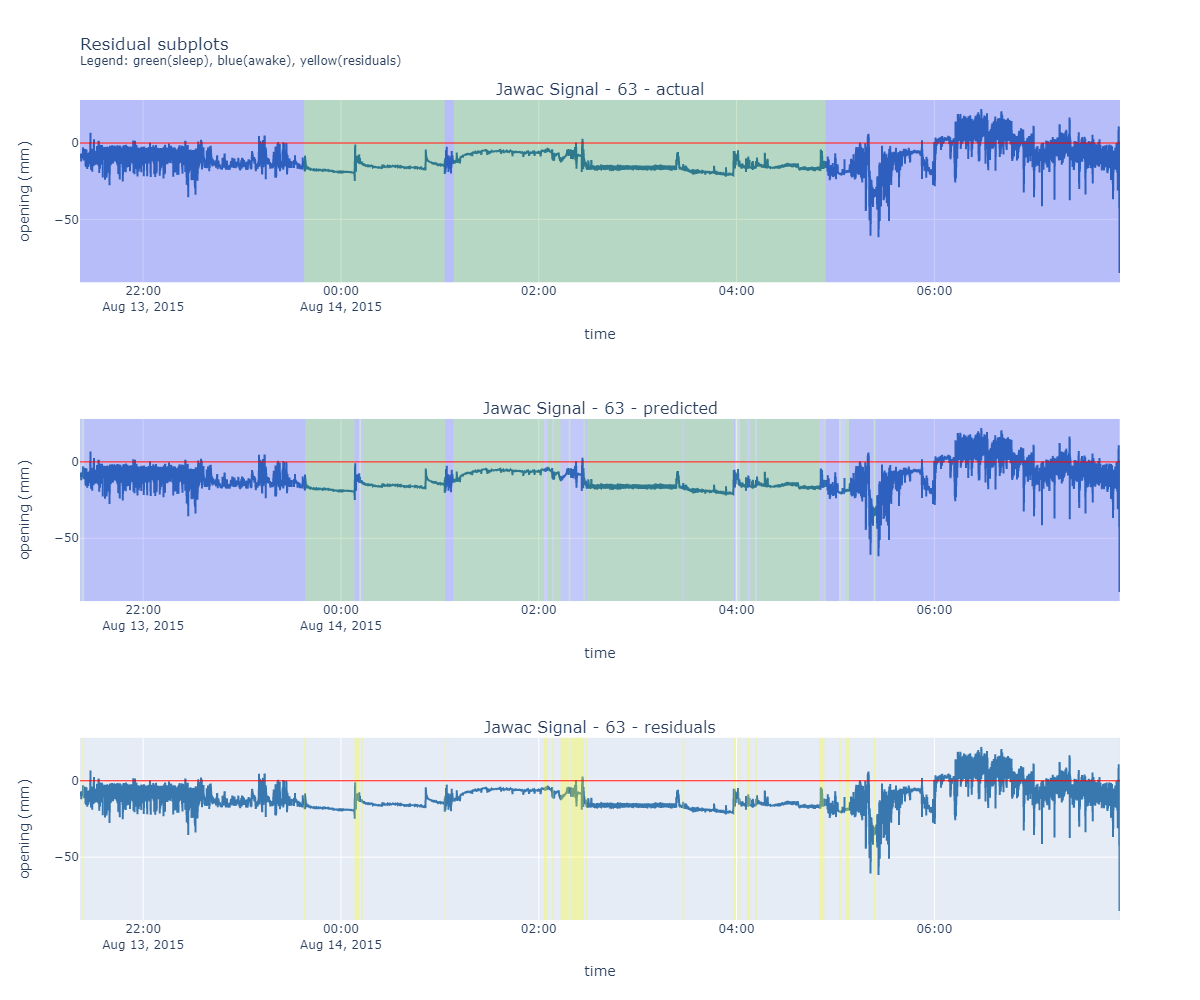 Residual subplots
Legend: green(sleep), blue(awake), yellow(residuals)
Jawac Signal - 63 - actual
opening (mm)
0
−50
22:00
Aug 13, 2015
00:00
Aug 14, 2015
02:00
04:00
06:00
time
Jawac Signal - 63 - predicted
opening (mm)
0
−50
22:00
Aug 13, 2015
00:00
Aug 14, 2015
02:00
04:00
06:00
time
Jawac Signal - 63 - residuals
opening (mm)
0
−50
22:00
Aug 13, 2015
00:00
Aug 14, 2015
02:00
04:00
06:00
time